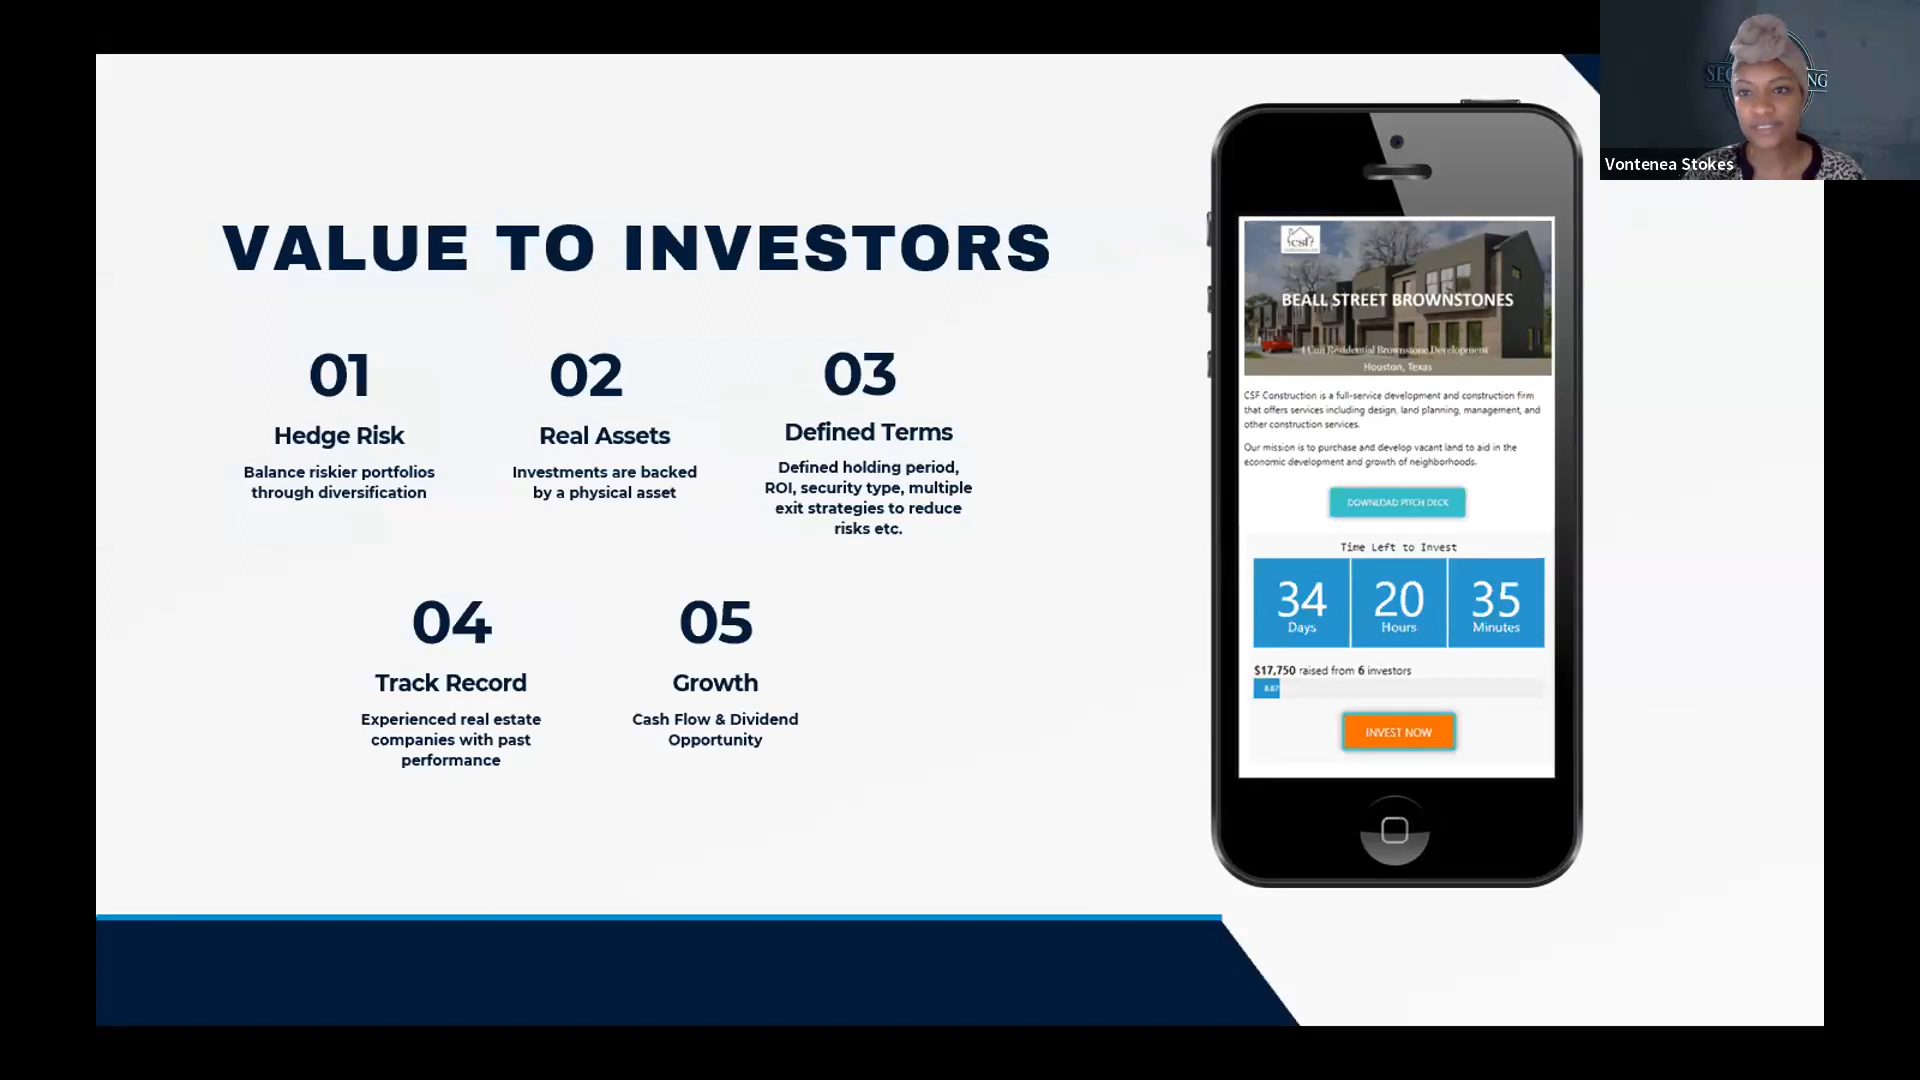 VALUE TO INVESTORS
01
Hedge Risk
Balance riskier portfolios
through diversification
02
Real Assets
Investments are backed
by a physical asset
03
Defined Terms
Defined holding period,
ROI, security type, multiple
exit strategies to reduce
risks etc.
04
Track Record
Experienced real estate
companies with past
performance
05
Growth
Cash Flow & Dividend
Opportunity
csf
BEALL STREET BROWNSTONES
4 Unit Residential Brownstone Development
Houston, Texas
CSF Construction is a full-service development and construction firm
that offers services including design, land planning, management, and
other construction services.
Our mission is to purchase and develop vacant land to aid in the
economic development and growth of neighborhoods.
DOWNLOAD PITCH DECK
Time Left to Invest
34
Days
20
Hours
35
Minutes
$17,750 raised from 6 investors
INVEST NOW
Vontenea Stokes